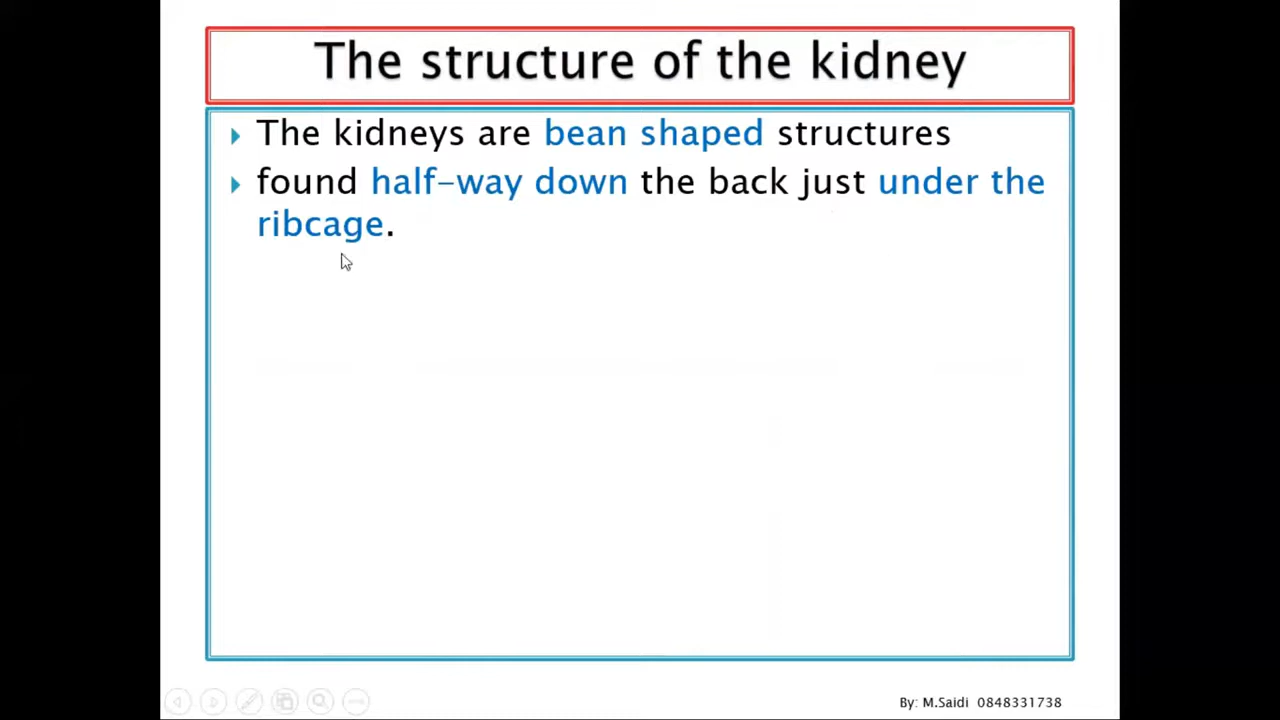 The structure of the kidney
The kidneys are bean shaped structures
found half-way down the back just under the
ribcage.
By: M.Saidi 0848331738